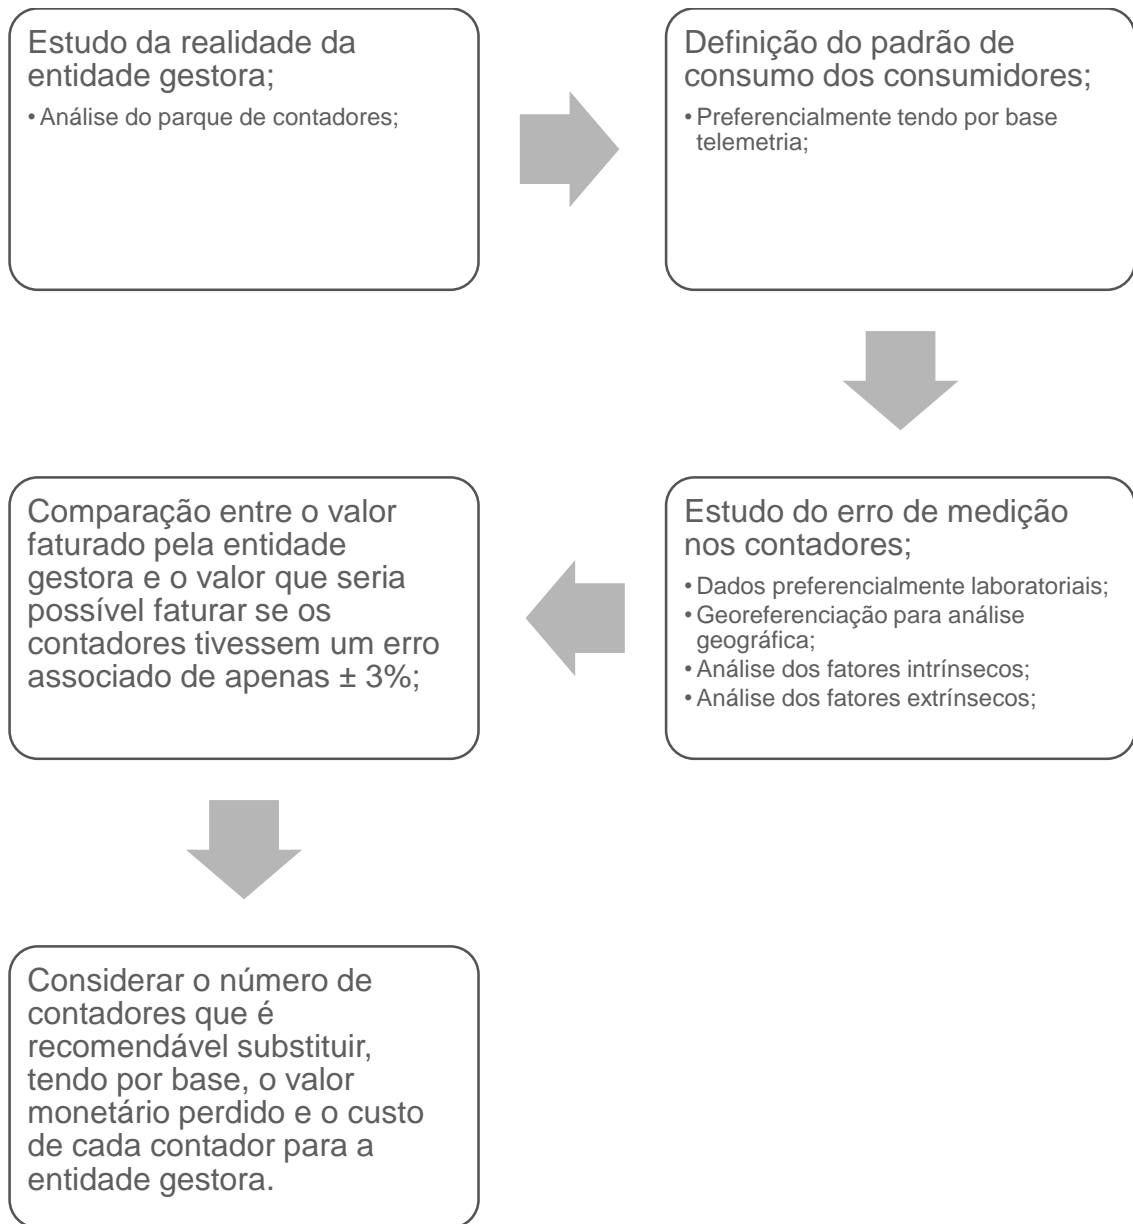 Estudo da realidade da
entidade gestora;
• Análise do parque de contadores;
Definição do padrão de
consumo dos consumidores;
• Preferencialmente tendo por base
telemetria;
Estudo do erro de medição
nos contadores;
• Dados preferencialmente laboratoriais;
• Georeferenciação para análise
geográfica;
• Análise dos fatores intrínsecos;
• Análise dos fatores extrínsecos;
Comparação entre o valor
faturado pela entidade
gestora e o valor que seria
possível faturar se os
contadores tivessem um erro
associado de apenas ± 3%;
Considerar o número de
contadores que é
recomendável substituir,
tendo por base, o valor
monetário perdido e o custo
de cada contador para a
entidade gestora.